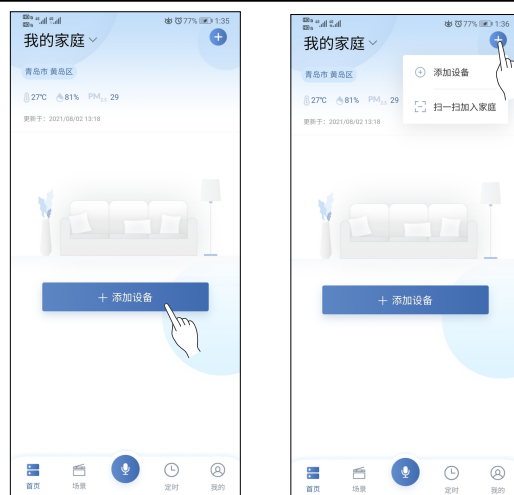 77% 1:35
我的家庭
青岛市 黄岛区
27℃ 81% PM2.5 29
更新于：2021/08/02 13:18
+ 添加设备
首页 场景 定时 我的
77% 1:36
我的家庭
添加设备
青岛市 黄岛区
27℃ 81% PM2.5 29
扫一扫加入家庭
更新于：2021/08/02 13:18
+ 添加设备
首页 场景 定时 我的